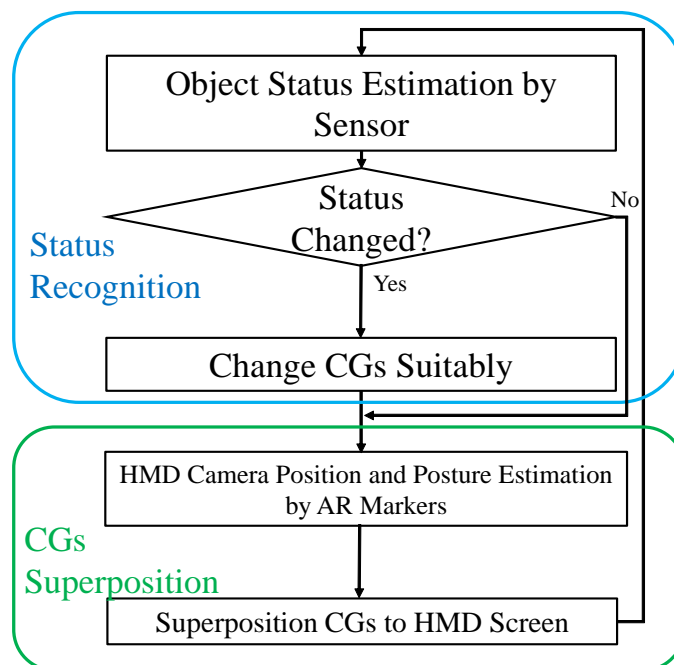 Object Status Estimation by
Sensor
Status
Changed?
No
Status
Recognition
Yes
Change CGs Suitably
HMD Camera Position and Posture Estimation
by AR Markers
CGs
Superposition
Superposition CGs to HMD Screen